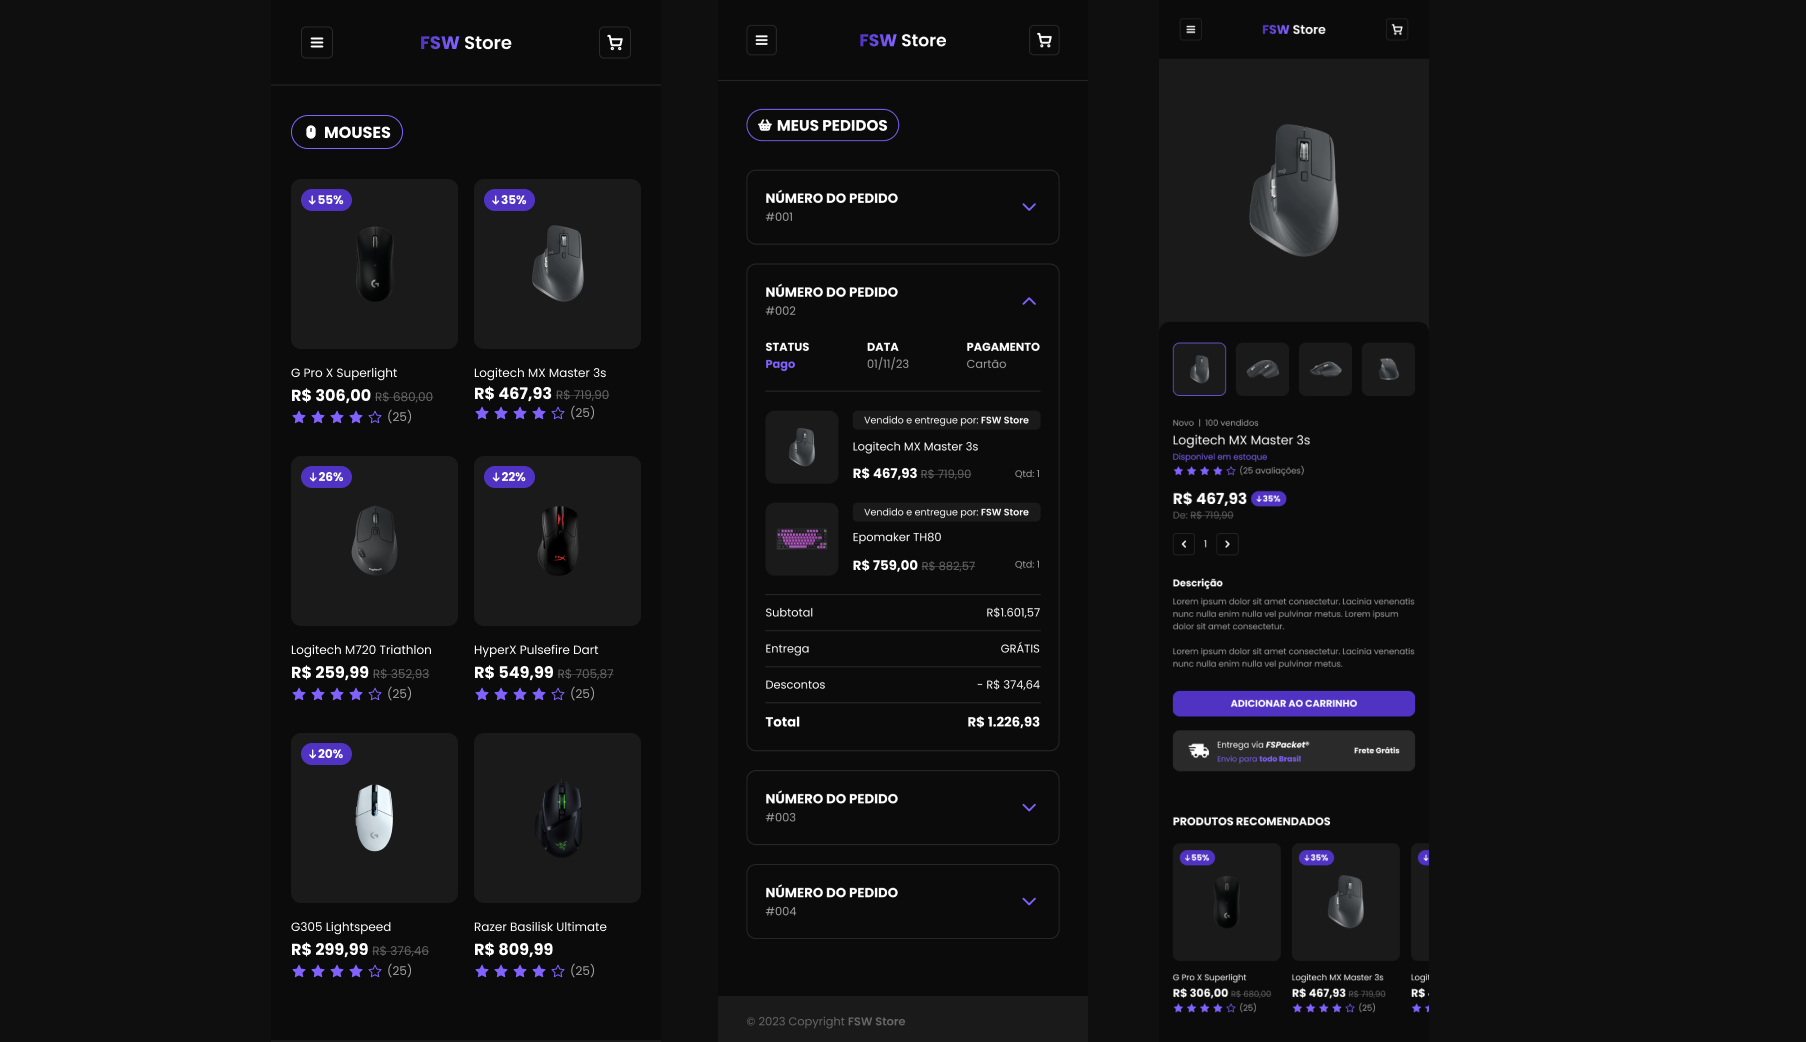 FSW Store
MOUSES
↓55%
↓35%
G Pro X Superlight
R$ 306,00 R$ 680,00
(25)
Logitech MX Master 3s
R$ 467,93 R$ 719,90
(25)
↓26%
↓22%
Logitech M720 Triathlon
R$ 259,99 R$ 352,93
(25)
HyperX Pulsefire Dart
R$ 549,99 R$ 705,87
(25)
↓20%
G305 Lightspeed
R$ 299,99 R$ 376,46
(25)
Razer Basilisk Ultimate
R$ 809,99
(25)
FSW Store
MEUS PEDIDOS
NÚMERO DO PEDIDO
#001
NÚMERO DO PEDIDO
#002
STATUS DATA PAGAMENTO
Pago 01/11/23 Cartão
Vendido e entregue por: FSW Store
Logitech MX Master 3s
R$ 467,93 R$ 719,90 Qtd: 1
Vendido e entregue por: FSW Store
Epomaker TH80
R$ 759,00 R$ 882,57 Qtd: 1
Subtotal R$1.601,57
Entrega GRÁTIS
Descontos - R$ 374,64
Total R$ 1.226,93
NÚMERO DO PEDIDO
#003
NÚMERO DO PEDIDO
#004
© 2023 Copyright FSW Store
FSW Store
Novo | 100 vendidos
Logitech MX Master 3s
Disponível em estoque
(25 avaliações)
R$ 467,93 ↓35%
De: R$ 719,90
1
Descrição
Lorem ipsum dolor sit amet consectetur. Lacinia venenatis
nunc nulla enim nulla vel pulvinar metus. Lorem ipsum
dolor sit amet consectetur.
Lorem ipsum dolor sit amet consectetur. Lacinia venenatis
nunc nulla enim nulla vel pulvinar metus.
ADICIONAR AO CARRINHO
Entrega via FSPacket®
Envio para todo Brasil
Frete Grátis
PRODUTOS RECOMENDADOS
↓55%
↓35%
G Pro X Superlight
R$ 306,00 R$ 680,00
(25)
Logitech MX Master 3s
R$ 467,93 R$ 719,90
(25)
R$